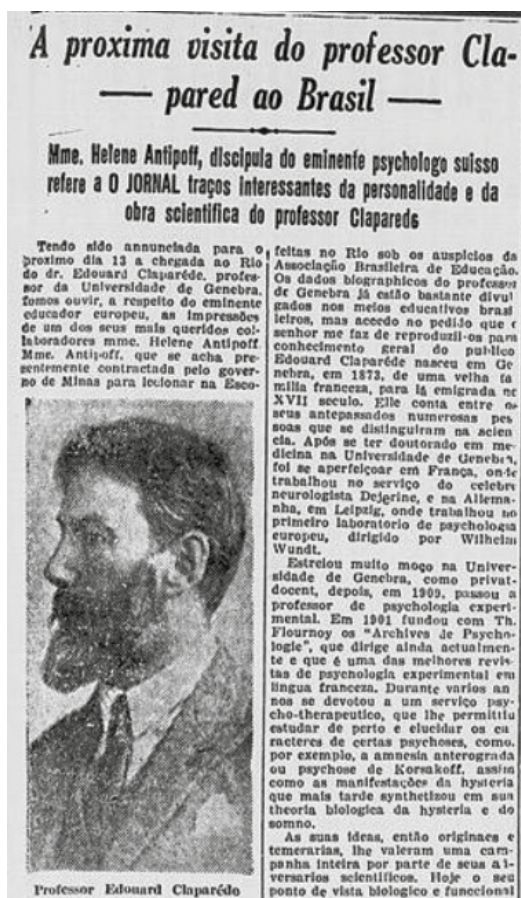 A proxima visita do professor Cla-
— pared ao Brasil —
Mme. Helene Antipoff, discipula do eminente psychologo suisso
refere a O JORNAL traços interessantes da personalidade e da
obra scientifica do professor Clapareds
Tendo sido annunciada para o
proximo dia 13 a chegada ao Rio
do dr. Edouard Claparéde, profes-
sor da Universidade de Genebra,
fomos ouvir, a respeito do eminente
educador europeu, as impressões
de um dos seus mais queridos col-
laboradores mme. Helene Antipoff.
Mme. Antipoff, que se acha pre-
sentemente contractada pelo gover-
no de Minas para leccionar na Esco-
Professor Edouard Claparédo
feitas no Rio sob os auspicios da
Associação Brasileira de Educação.
Os dados biographicos do professor
de Genebra já estão bastante divul
gados nos meios educativos brasi
leiros, mas accedo no pedido que o
senhor me faz de reproduzil-os para
conhecimento geral do publico
Edouard Claparéde nasceu em Ge
nebra, em 1873, de uma velha fa
milia franceza, para lá emigrada no
XVII seculo. Elle conta entre os
seus antepassados numerosas pes
soas que se distinguiram na scien
cia. Após se ter doutorado em me
dicina na Universidade de Genebra,
foi se aperfeiçoar em França, onde
trabalhou no serviço do celebre
neurologista Dejerine, e na Allema-
nha, em Leipzig, onde trabalhou no
primeiro laboratorio de psychologia
europeu, dirigido por Wilhelm
Wundt.
Estreiou muito moço na Univer-
sidade de Genebra, como privat-
docent, depois, em 1909, passou a
professor de psychologia experi-
mental. Em 1901 fundou com Th.
Flournoy os "Archives de Psycho-
logie", que dirige ainda actualmen-
te e que é uma das melhores revis-
tas de psychologia experimental em
lingua franceza. Durante varios an
nos se devotou a um serviço psy-
cho-therapeutico, que lhe permittiu
estudar de perto e elucidar os ca
racteres de certas psychoses, como,
por exemplo, a amnesia anterograda
ou psychose de Korsakoff, assim
como as manifestações da hysteria
que mais tarde synthetizou em sua
theoria biologica da hysteria e do
somno.
As suas ideas, então originaes e
temerarias, lhe valeram uma cam-
panha inteira por parte de seus ad-
versarios scientificos. Hoje o seu
ponto de vista biologico e funccional